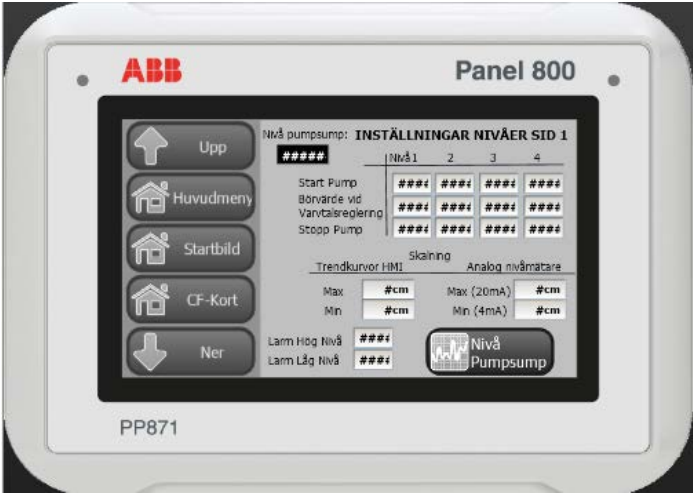 ABB
Panel 800
Upp
Huvudmeny
Startbild
CF-Kort
Ner
Nivå pumpsump: INSTÄLLNINGAR NIVÅER SID 1
#####
Nivå 1 2 3 4
Start Pump #### #### #### ####
Börvärde vid
Varvtalsreglering #### #### #### ####
Stopp Pump #### #### #### ####
Skalning
Trendkurvor HMI Analog nivåmätare
Max #cm Max (20mA) #cm
Min #cm Min (4mA) #cm
Larm Hög Nivå ####
Larm Låg Nivå ####
Nivå
Pumpsump
PP871